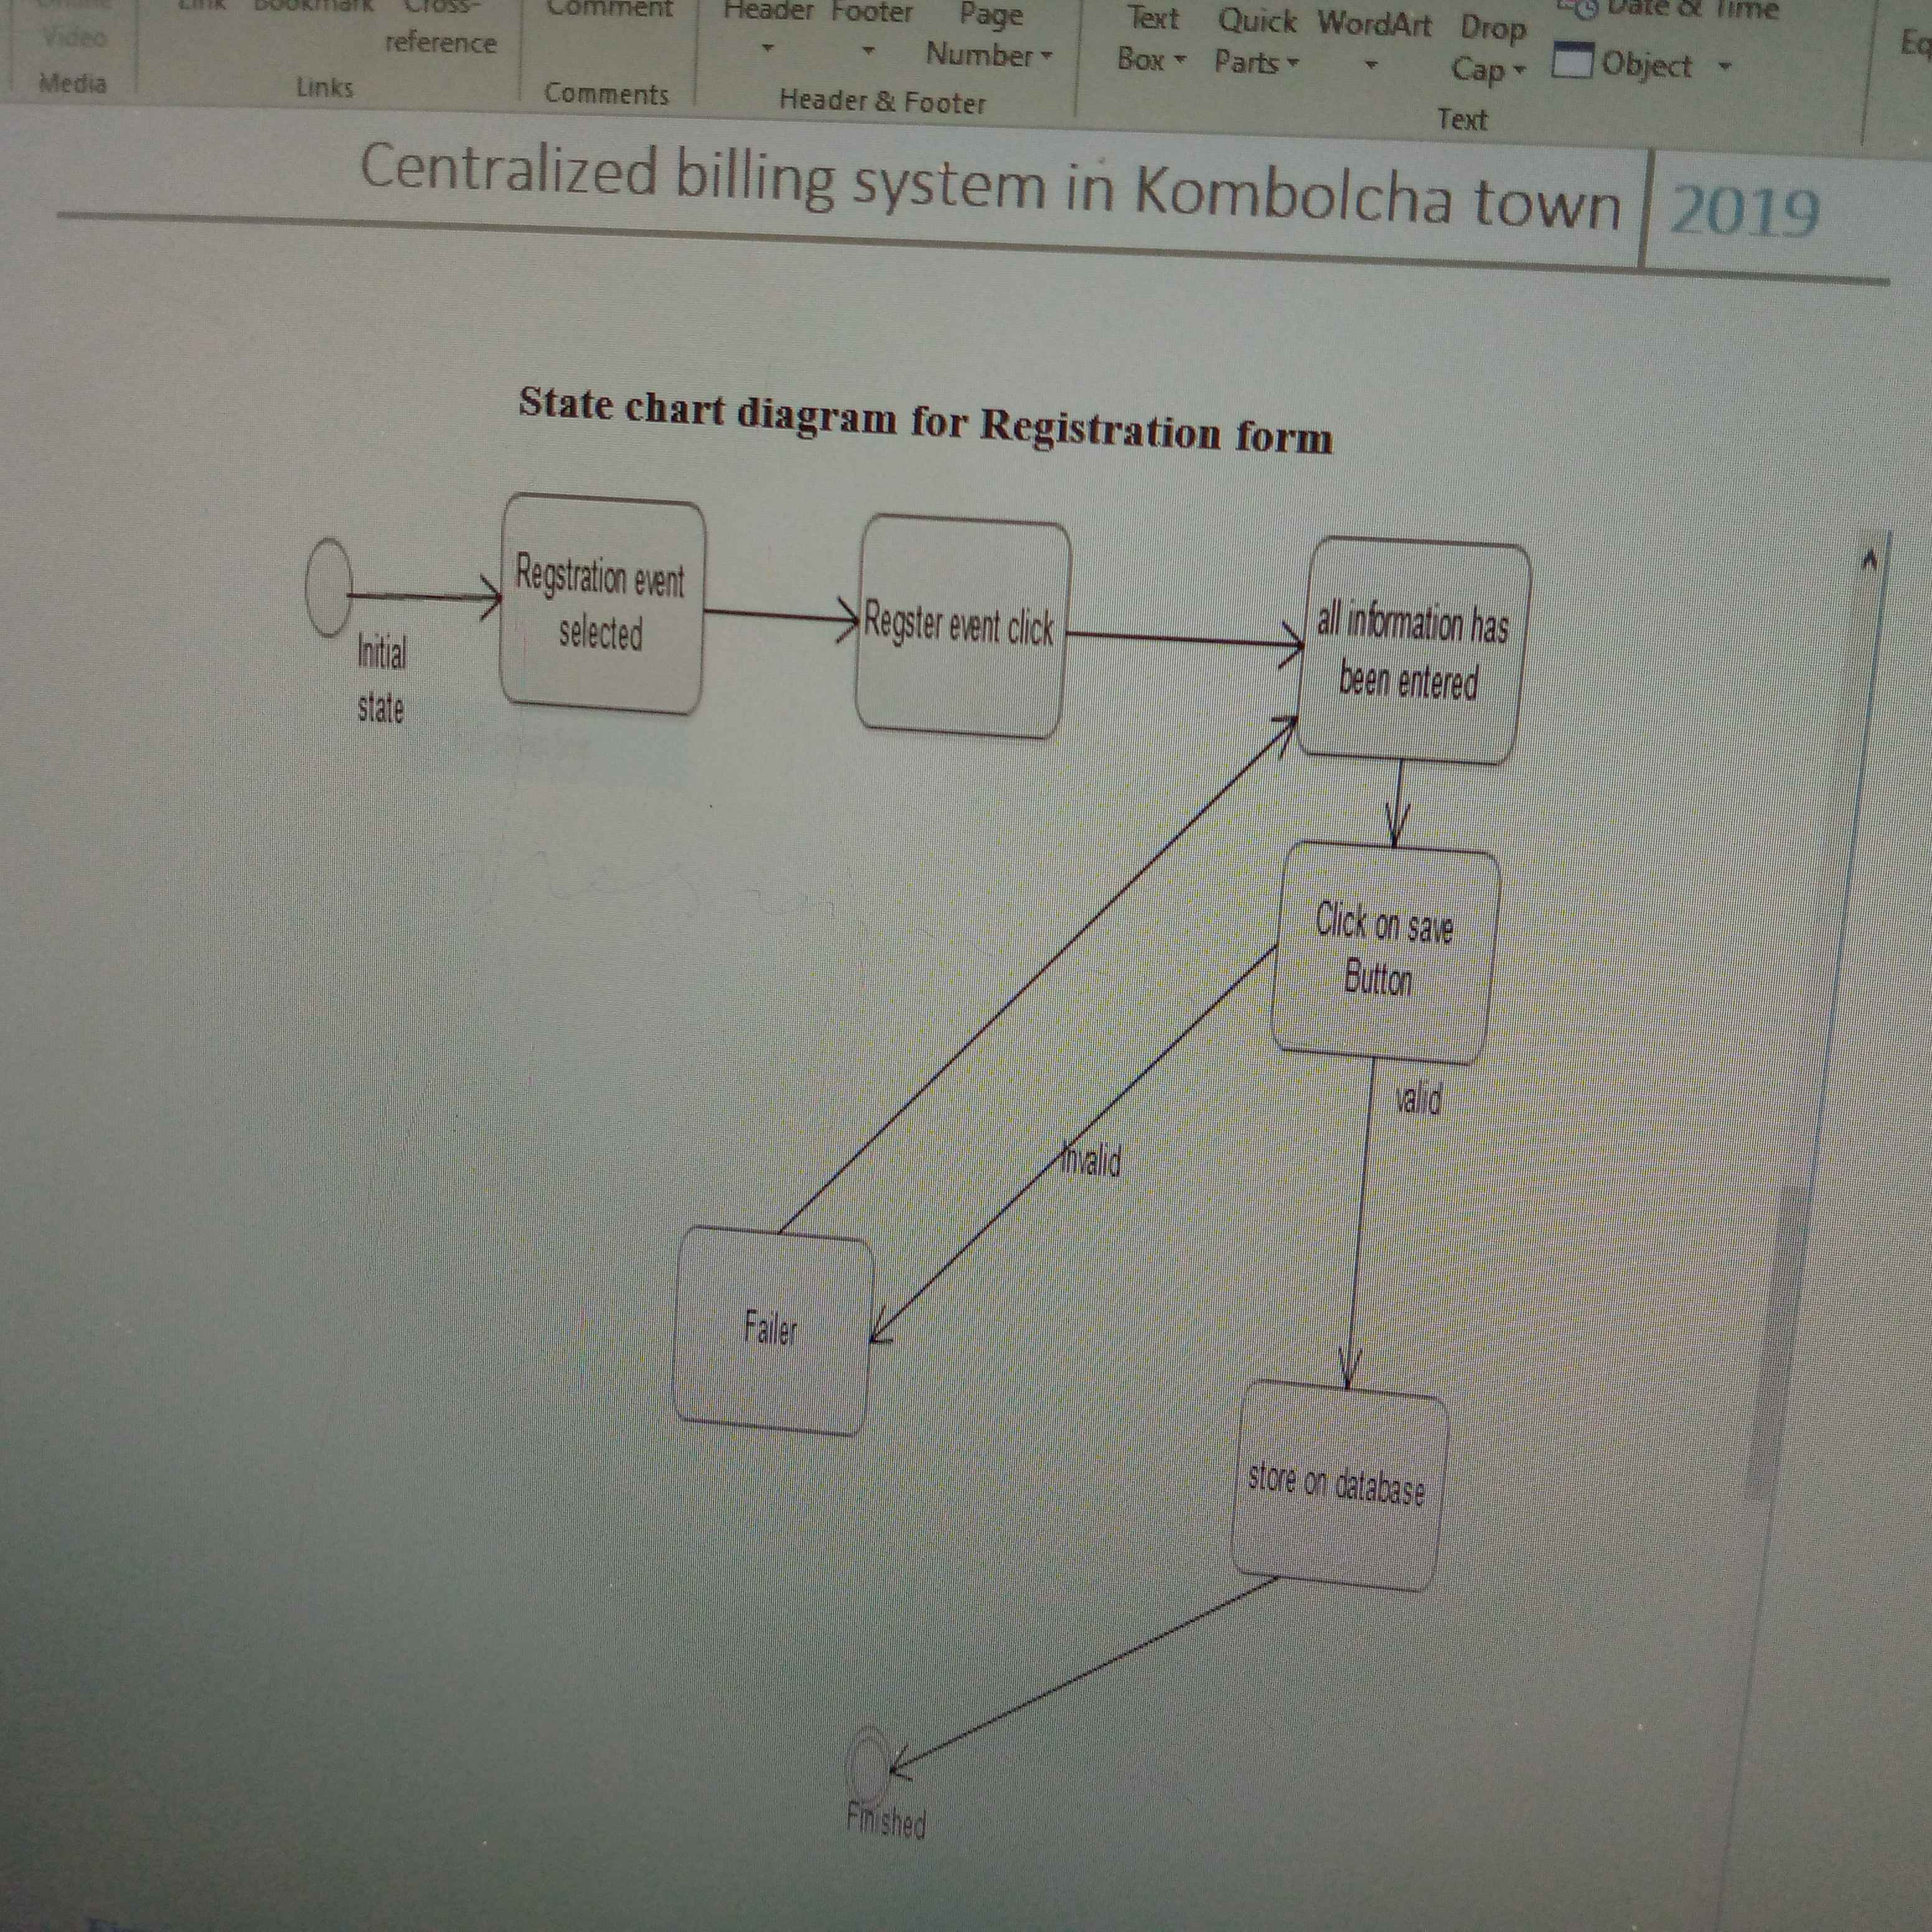 Video
Media
Link Bookmark Cross-
reference
Links
Comment
Comments
Header Footer Page
Number
Header & Footer
Text Quick WordArt Drop
Box Parts Cap
Date & Time
Object
Text
Eq
Centralized billing system in Kombolcha town 2019
State chart diagram for Registration form
Initial
state
Regstration event
selected
Regster event click
all information has
been entered
Click on save
Button
valid
Invalid
Failer
store on database
Finished